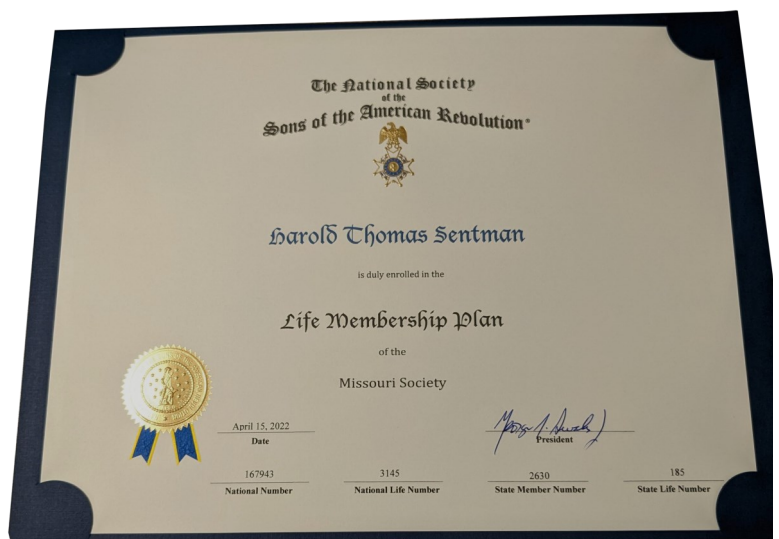 The National Society
of the
Sons of the American Revolution®
Harold Thomas Sentman
is duly enrolled in the
Life Membership Plan
of the
Missouri Society
April 15, 2022
Date
President
167943
National Number
3145
National Life Number
2630
State Member Number
185
State Life Number